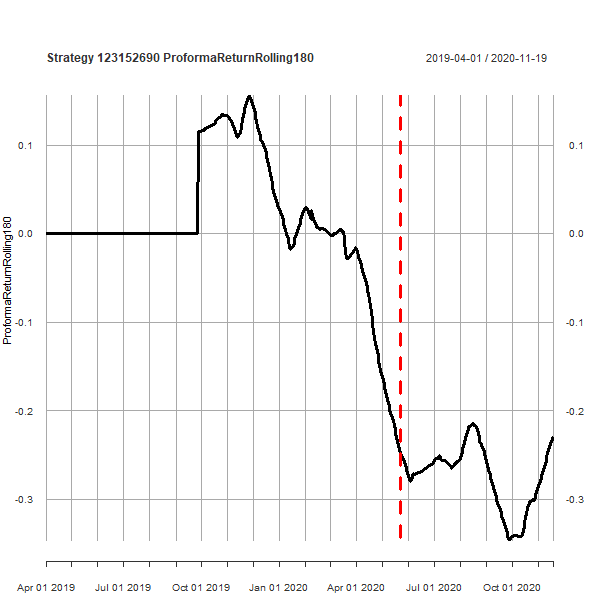 Strategy 123152690 ProformaReturnRolling180
2019-04-01 / 2020-11-19
ProformaReturnRolling180
0.1
0.0
-0.1
-0.2
-0.3
0.1
0.0
-0.1
-0.2
-0.3
Apr 01 2019
Jul 01 2019
Oct 01 2019
Jan 01 2020
Apr 01 2020
Jul 01 2020
Oct 01 2020